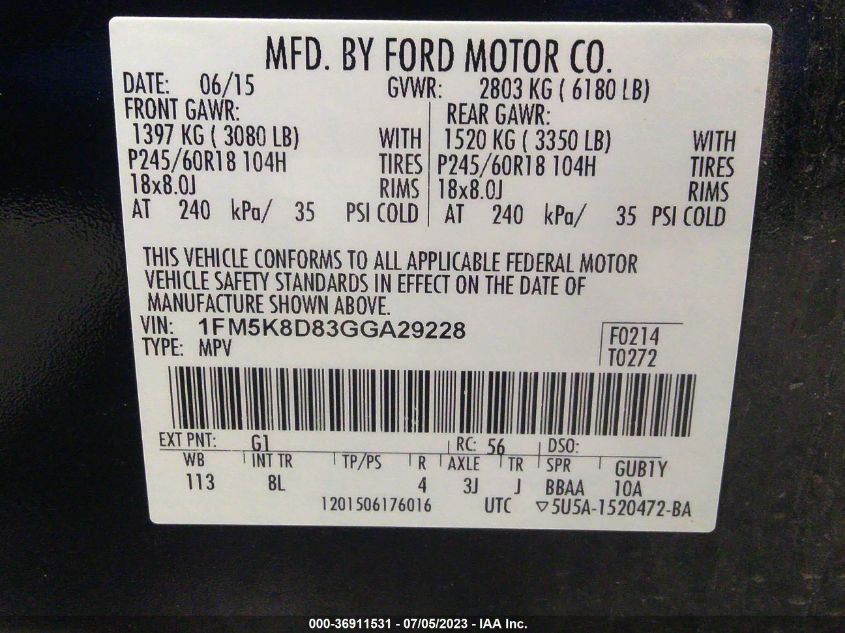 MFD. BY FORD MOTOR CO.
DATE: 06/15 GVWR: 2803 KG ( 6180 LB)
FRONT GAWR: REAR GAWR:
1397 KG ( 3080 LB) WITH 1520 KG ( 3350 LB) WITH
P245/60R18 104H TIRES P245/60R18 104H TIRES
18x8.0J RIMS 18x8.0J RIMS
AT 240 kPa/ 35 PSI COLD AT 240 kPa/ 35 PSI COLD
THIS VEHICLE CONFORMS TO ALL APPLICABLE FEDERAL MOTOR
VEHICLE SAFETY STANDARDS IN EFFECT ON THE DATE OF
MANUFACTURE SHOWN ABOVE.
VIN: 1FM5K8D83GGA29228 F0214
TYPE: MPV T0272
EXT PNT: G1 RC: 56 DSO:
WB INT TR TP/PS R AXLE TR SPR GUB1Y
113 8L 4 3J J BBAA 10A
1201506176016 UTC ▽5U5A-1520472-BA
000-36911531 - 07/05/2023 - IAA Inc.